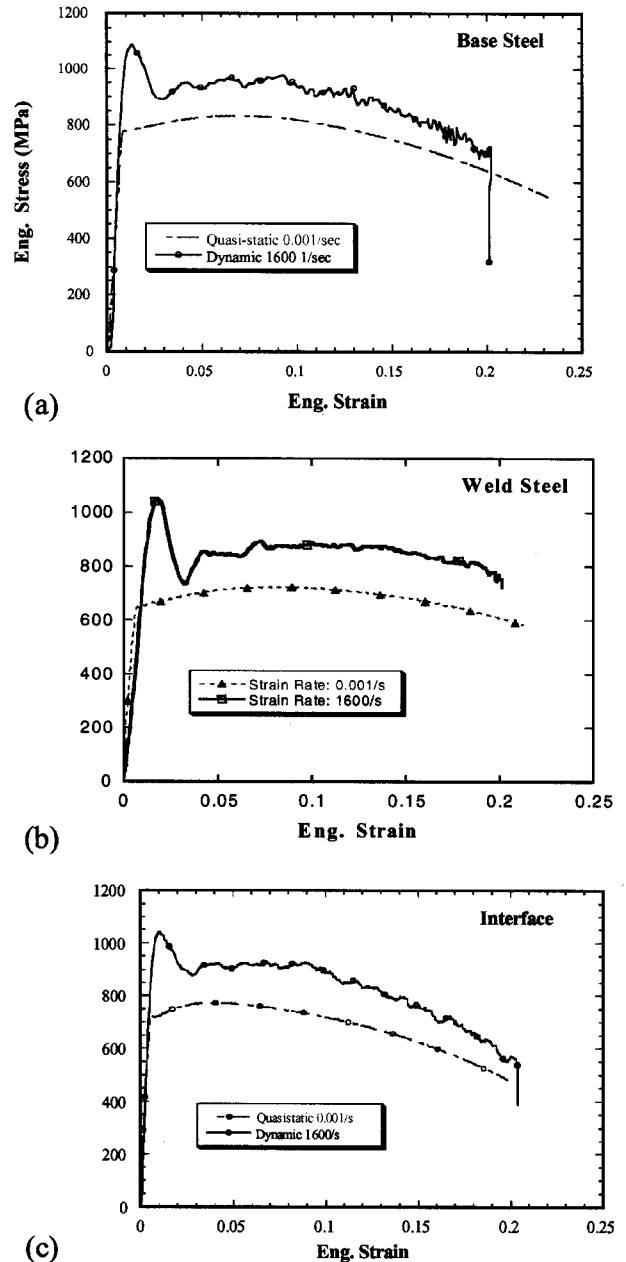 1200
1000
800
600
400
200
0
Base Steel
Eng. Stress (MPa)
Quasi-static 0.001/sec
Dynamic 1600 1/sec
0 0.05 0.1 0.15 0.2 0.25
Eng. Strain
(a)
1200
1000
800
600
400
200
0
Weld Steel
Strain Rate: 0.001/s
Strain Rate: 1600/s
0 0.05 0.1 0.15 0.2 0.25
Eng. Strain
(b)
1200
1000
800
600
400
200
0
Interface
Quasistatic 0.001/s
Dynamic 1600/s
0 0.05 0.1 0.15 0.2 0.25
Eng. Strain
(c)